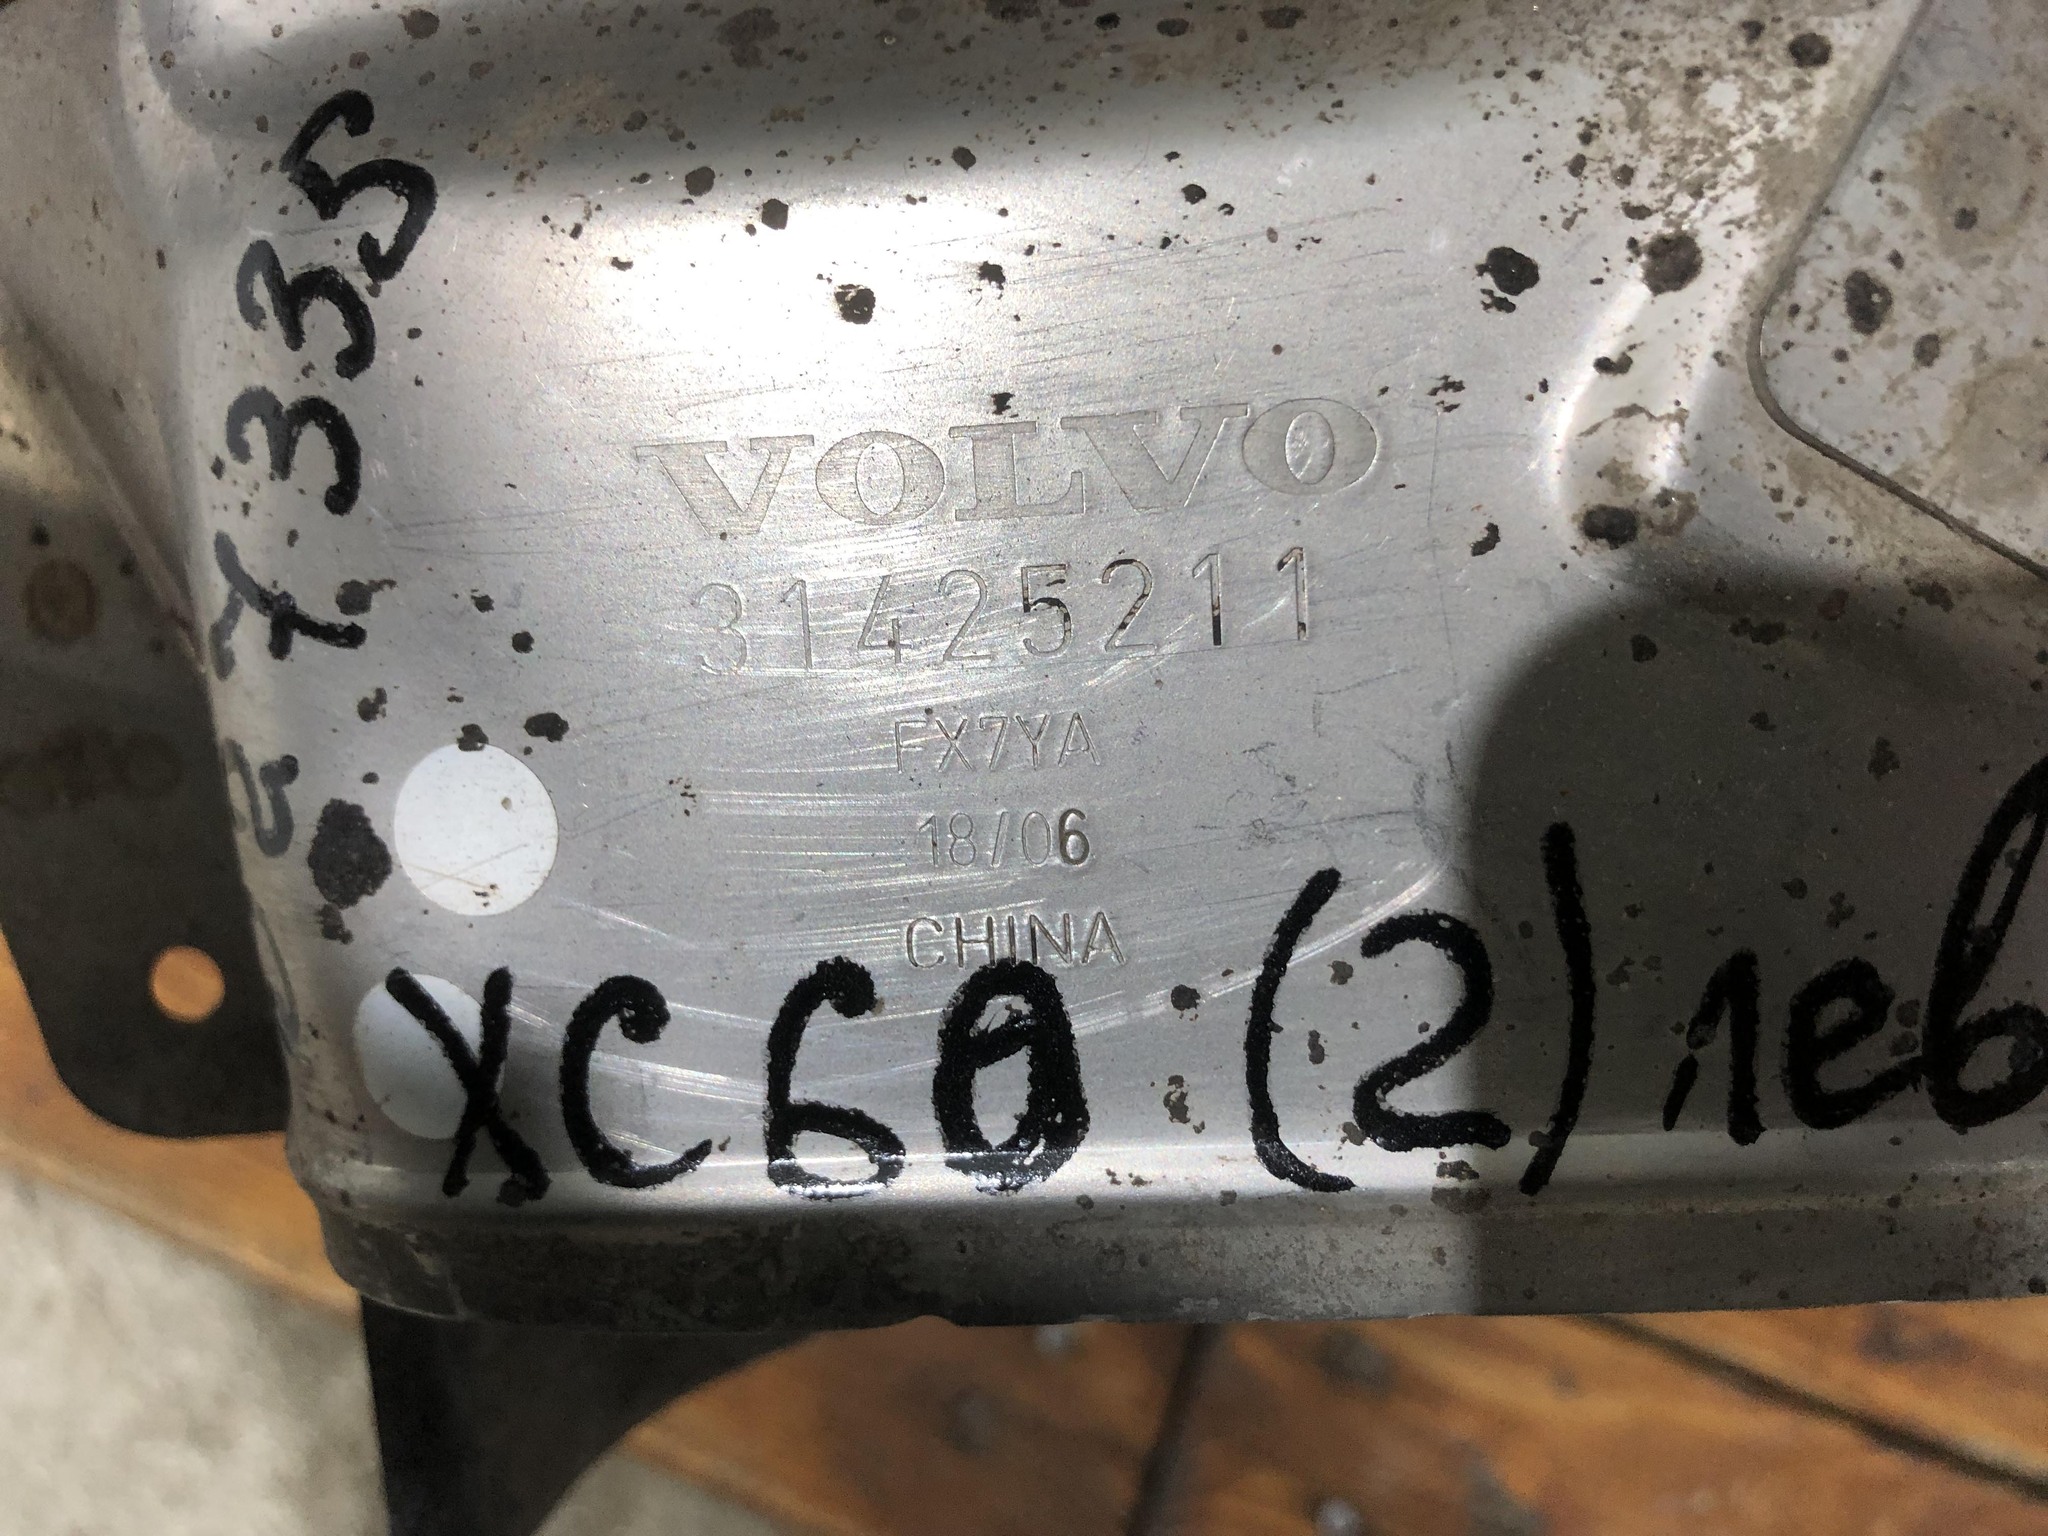 VOLVO
31425211
FX7YA
18/06
CHINA
XC60 (2) лев